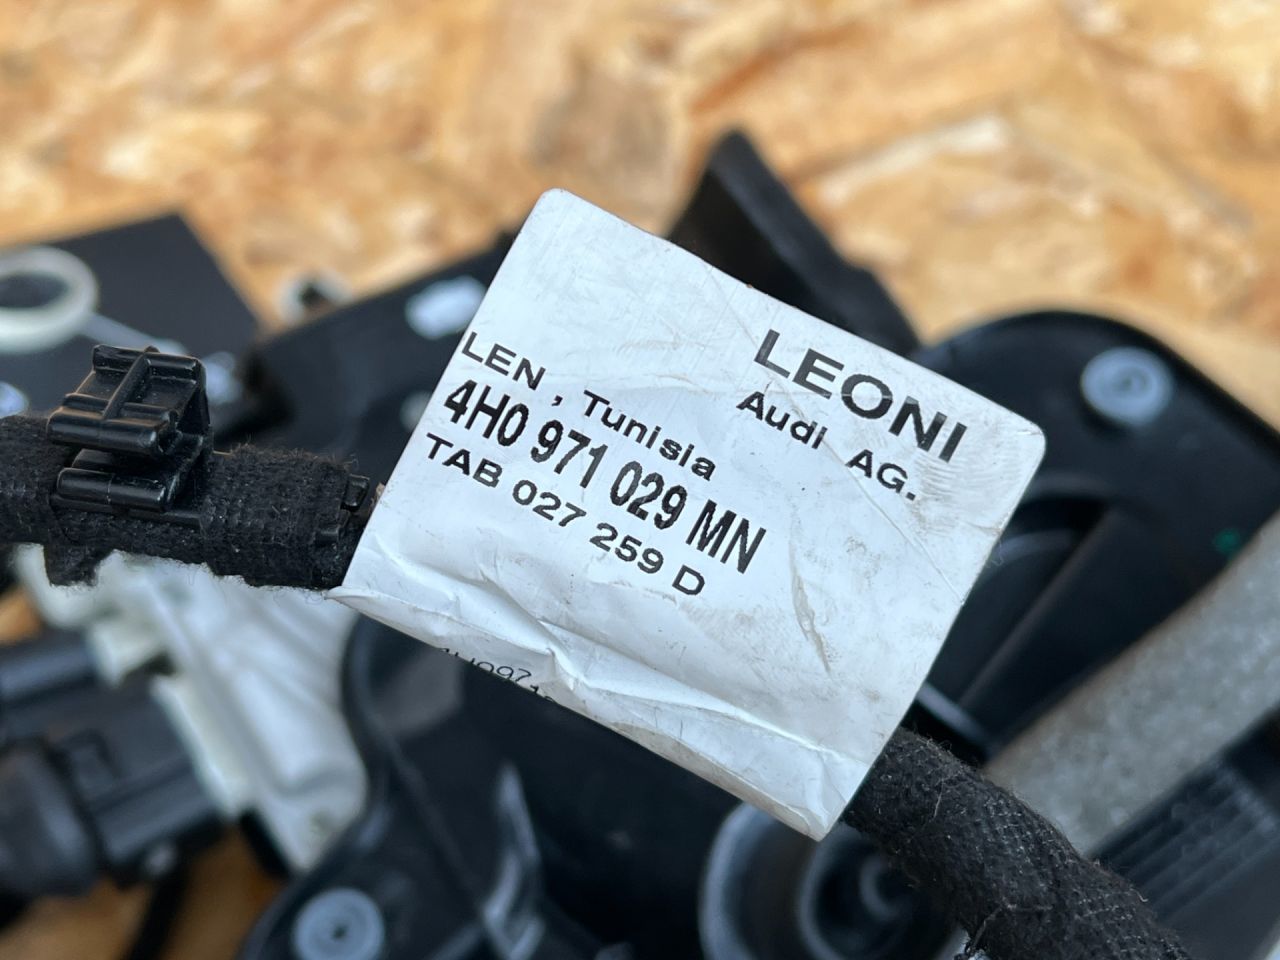 LEONI
Audi AG.
LEN , Tunisia
4H0 971 029 MN
TAB 027 259 D